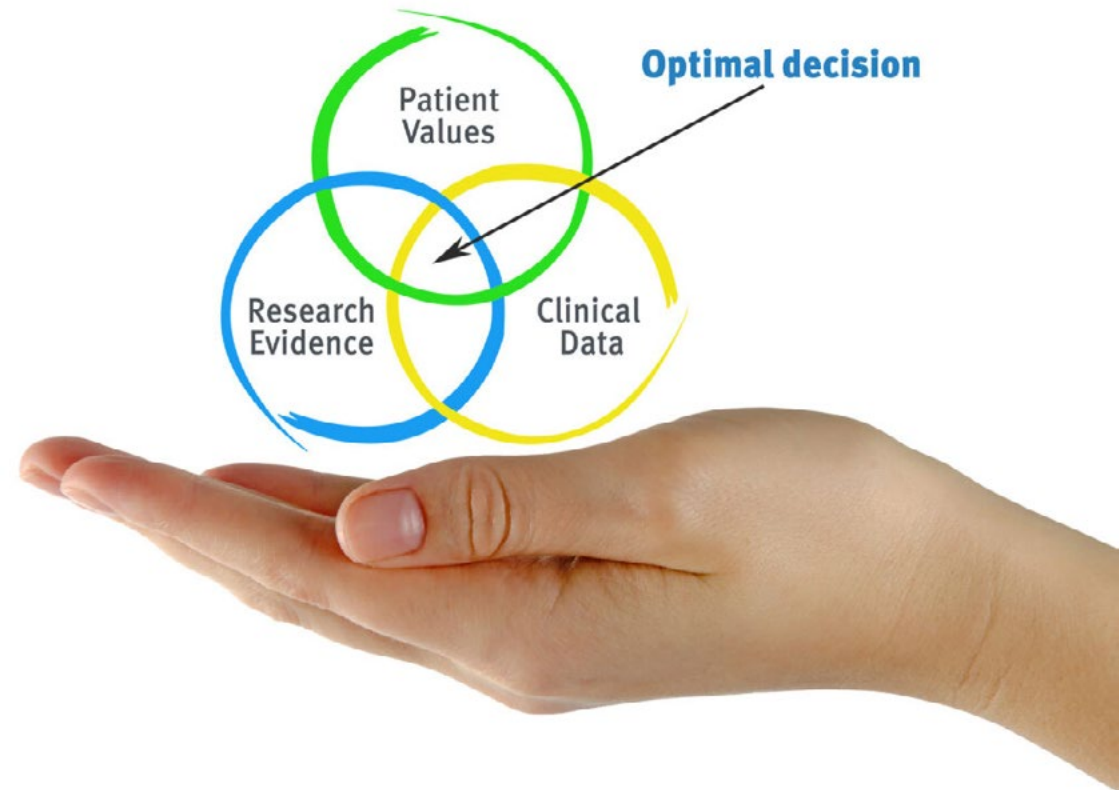 Optimal decision
Patient
Values
Research
Evidence
Clinical
Data